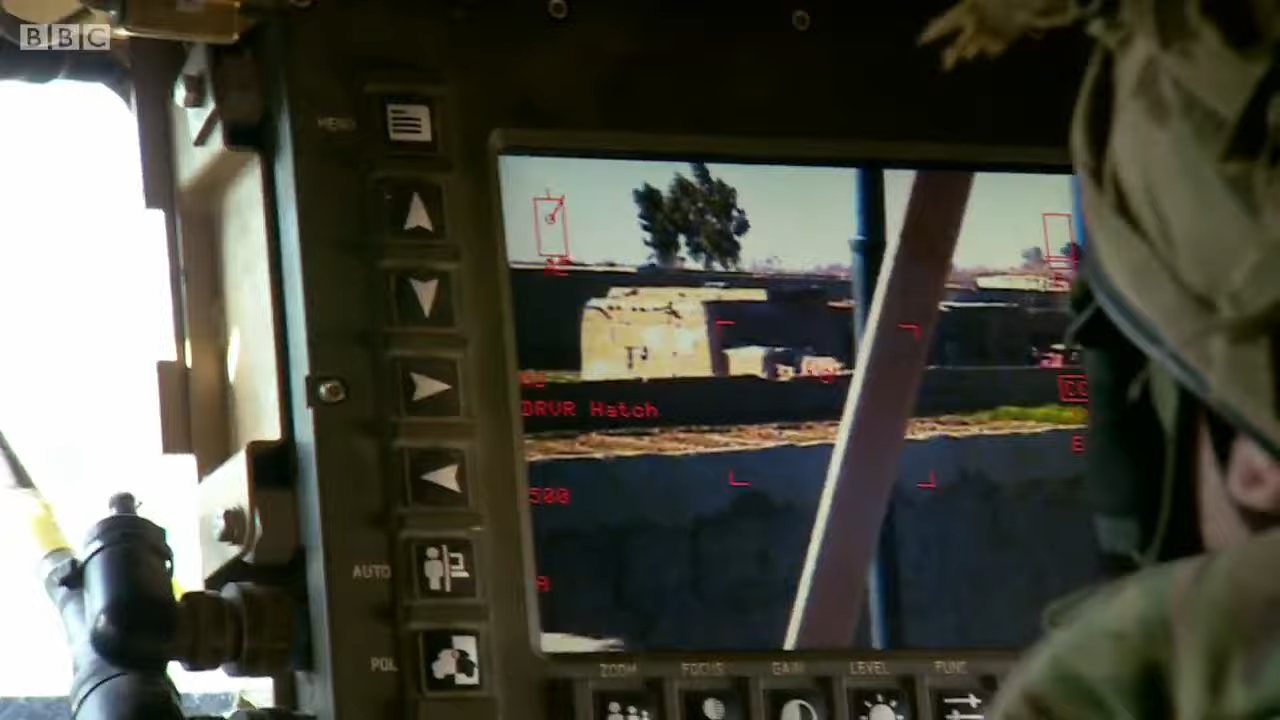 BBC
MENU
DRVR Hatch
500
AUTO
POL
ZOOM FOCUS GAIN LEVEL FUNC